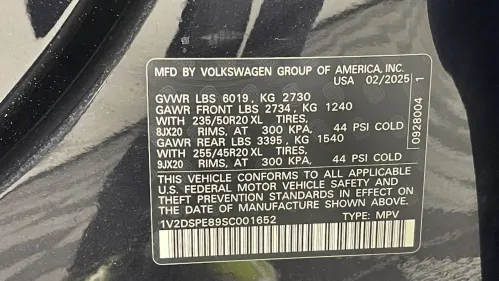 MFD. BY VOLKSWAGEN GROUP OF AMERICA, INC.
USA 02/2025
GVWR LBS 6019, KG 2730
GAWR FRONT LBS 2734, KG 1240
WITH 235/50R20 XL TIRES
8JX20 RIMS, AT 300 KPA, 44 PSI COLD
GAWR REAR LBS 3395, KG 1540
WITH 255/45R20 XL TIRES
9JX20 RIMS, AT 300 KPA, 44 PSI COLD
THIS VEHICLE CONFORMS TO ALL APPLICABLE
U.S. FEDERAL MOTOR VEHICLE SAFETY AND
THEFT PREVENTION STANDARDS IN EFFECT ON
THE DATE OF MANUFACTURE SHOWN ABOVE.
1V2DSPE89SC001652 TYPE: MPV
0928004 1